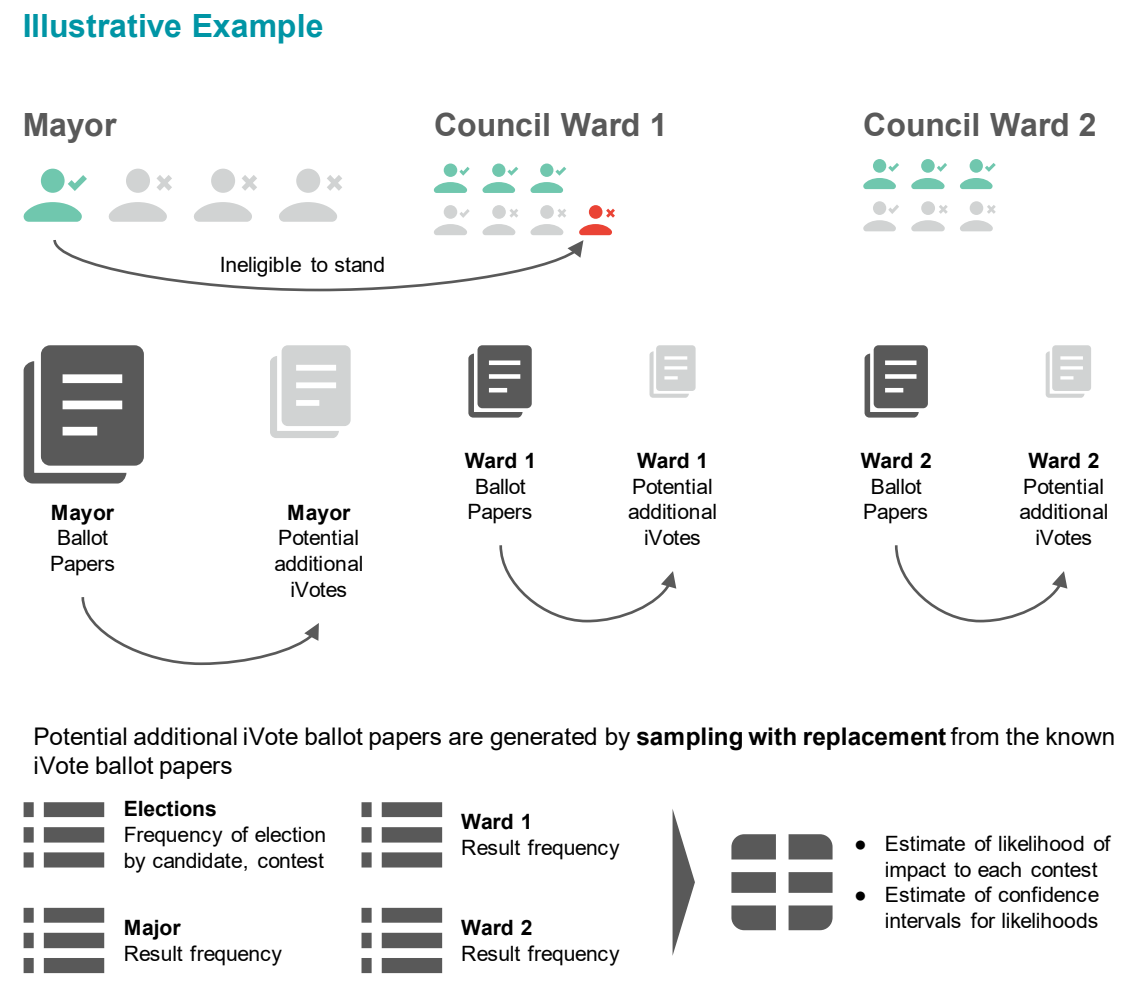 Illustrative Example
Mayor
Council Ward 1
Council Ward 2
Ineligible to stand
Mayor
Ballot
Papers
Mayor
Potential
additional
iVotes
Ward 1
Ballot
Papers
Ward 1
Potential
additional
iVotes
Ward 2
Ballot
Papers
Ward 2
Potential
additional
iVotes
Potential additional iVote ballot papers are generated by sampling with replacement from the known
iVote ballot papers
Elections
Frequency of election
by candidate, contest
Ward 1
Result frequency
Major
Result frequency
Ward 2
Result frequency
● Estimate of likelihood of
impact to each contest
● Estimate of confidence
intervals for likelihoods